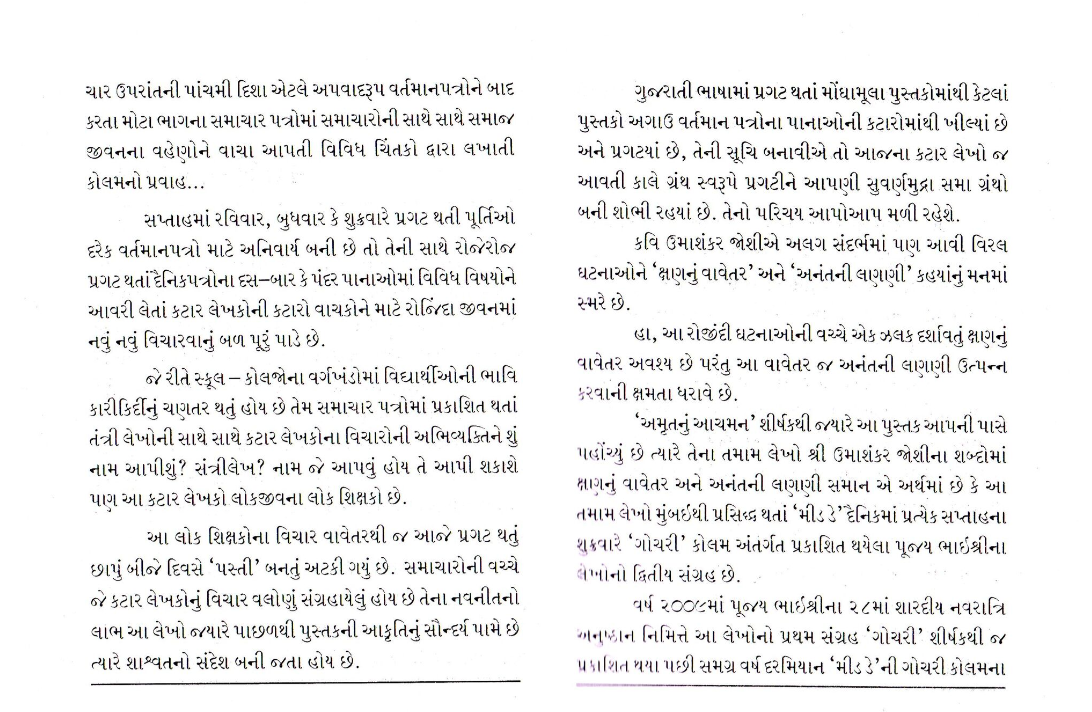 ચાર ઉપરાંતની પાંચમી દિશા એટલે અપવાદરૂપ વર્તમાનપત્રોને બાદ
કરતા મોટા ભાગના સમાચાર પત્રોમાં સમાચારોની સાથે સાથે સમાજ
જીવનના વહેણોને વાચા આપતી વિવિધ ચિંતકો દ્વારા લખાતી
કોલમનો પ્રવાહ...
સપ્તાહમાં રવિવાર, બુધવાર કે શુક્રવારે પ્રગટ થતી પૂર્તિઓ
દરેક વર્તમાનપત્રો માટે અનિવાર્ય બની છે તો તેની સાથે રોજેરોજ
પ્રગટ થતાં દૈનિકપત્રોના દસ–બાર કે પંદર પાનાઓમાં વિવિધ વિષયોને
આવરી લેતાં કટાર લેખકોની કટારો વાચકોને માટે રોજિંદા જીવનમાં
નવું નવું વિચારવાનું બળ પૂરું પાડે છે.
જે રીતે સ્કૂલ – કોલજોના વર્ગખંડોમાં વિદ્યાર્થીઓની ભાવિ
કારીકિર્દીનું ચણતર થતું હોય છે તેમ સમાચાર પત્રોમાં પ્રકાશિત થતાં
તંત્રી લેખોની સાથે સાથે કટાર લેખકોના વિચારોની અભિવ્યક્તિને શું
નામ આપીશું? સંત્રીલેખ? નામ જે આપવું હોય તે આપી શકાશે
પણ આ કટાર લેખકો લોકજીવના લોક શિક્ષકો છે.
આ લોક શિક્ષકોના વિચાર વાવેતરથી જ આજે પ્રગટ થતું
છાપું બીજે દિવસે ‘પસ્તી’ બનતું અટકી ગયું છે. સમાચારોની વચ્ચે
જે કટાર લેખકોનું વિચાર વલોણું સંગ્રહાયેલું હોય છે તેના નવનીતનો
લાભ આ લેખો જ્યારે પાછળથી પુસ્તકની આકૃતિનું સૌન્દર્ય પામે છે
ત્યારે શાશ્વતનો સંદેશ બની જતા હોય છે.
ગુજરાતી ભાષામાં પ્રગટ થતાં મોંઘામૂલા પુસ્તકોમાંથી કેટલાં
પુસ્તકો અગાઉ વર્તમાન પત્રોના પાનાઓની કટારોમાંથી ખીલ્યાં છે
અને પ્રગટયાં છે, તેની સૂચિ બનાવીએ તો આજના કટાર લેખો જ
આવતી કાલે ગ્રંથ સ્વરૂપે પ્રગટીને આપણી સુવાર્ણમુદ્રા સમા ગ્રંથો
બની શોભી રહયાં છે. તેનો પરિચય આપોઆપ મળી રહેશે.
કવિ ઉમાશંકર જોશીએ અલગ સંદર્ભમાં પણ આવી વિરલ
ઘટનાઓને ‘ક્ષણનું વાવેતર’ અને ‘અનંતની લણણી’ કહયાંનું મનમાં
સ્મરે છે.
હા, આ રોજીંદી ઘટનાઓની વચ્ચે એક ઝલક દર્શાવતું ક્ષણનું
વાવેતર અવશ્ય છે પરંતુ આ વાવેતર જ અનંતની લણણી ઉત્પન્ન
કરવાની ક્ષમતા ધરાવે છે.
‘અમૃતનું આચમન’ શીર્ષકથી જ્યારે આ પુસ્તક આપની પાસે
પહોંચ્યું છે ત્યારે તેના તમામ લેખો શ્રી ઉમાશંકર જોશીના શબ્દોમાં
ક્ષણનું વાવેતર અને અનંતની લણણી સમાન એ અર્થમાં છે કે આ
તમામ લેખો મુંબઇથી પ્રસિદ્ધ થતાં ‘મીડ ડે’ દૈનિકમાં પ્રત્યેક સપ્તાહના
શુક્રવારે ‘ગોચરી’ કોલમ અંતર્ગત પ્રકાશિત થયેલા પૂજ્ય ભાઇશ્રીના
લેખોનો દ્વિતીય સંગ્રહ છે.
વર્ષ ૨૦૦૯માં પૂજ્ય ભાઇશ્રીના ૨૮માં શારદીય નવરાત્રિ
અનુષ્ઠાન નિમિત્તે આ લેખોનો પ્રથમ સંગ્રહ ‘ગોચરી’ શીર્ષકથી જ
પ્રકાશિત થયા પછી સમગ્ર વર્ષ દરમિયાન ‘મીડ ડે’ની ગોચરી કોલમના